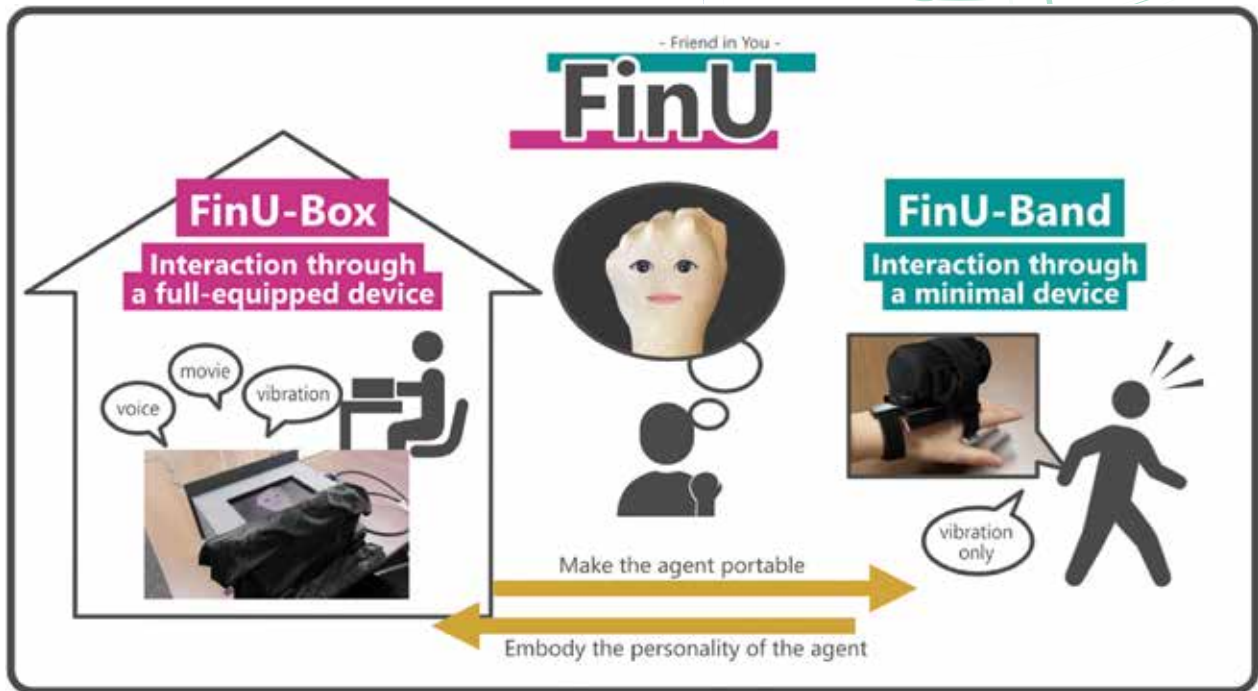 - Friend in You -
FinU
FinU-Box
Interaction through
a full-equipped device
voice
movie
vibration
FinU-Band
Interaction through
a minimal device
vibration
only
Make the agent portable
Embody the personality of the agent